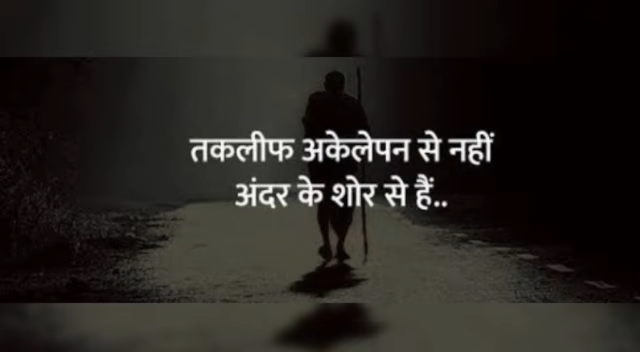 तकलीफ अकेलेपन से नहीं
अंदर के शोर से हैं..